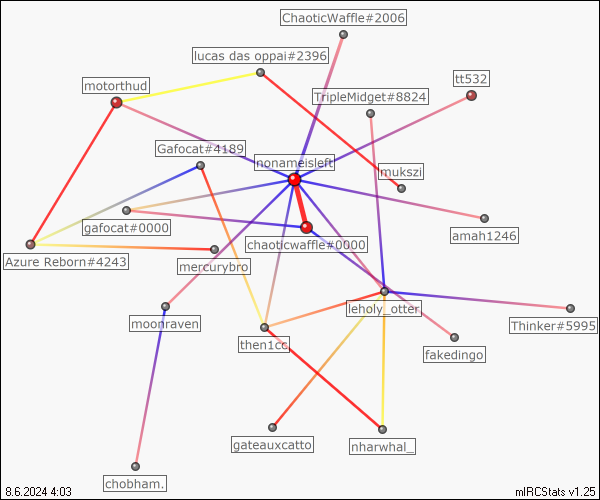 ChaoticWaffle#2006
lucas das oppai#2396
motorthud
tt532
TripleMidget#8824
Gafocat#4189
nonameisleft
mukszi
gafocat#0000
amah1246
chaoticwaffle#0000
Azure Reborn#4243
mercurybro
leholy_otter
moonraven
Thinker#5995
then1cc
fakedingo
gateauxcatto
nharwhal_
chobham.
8.6.2024 4:03
mIRCStats v1.25